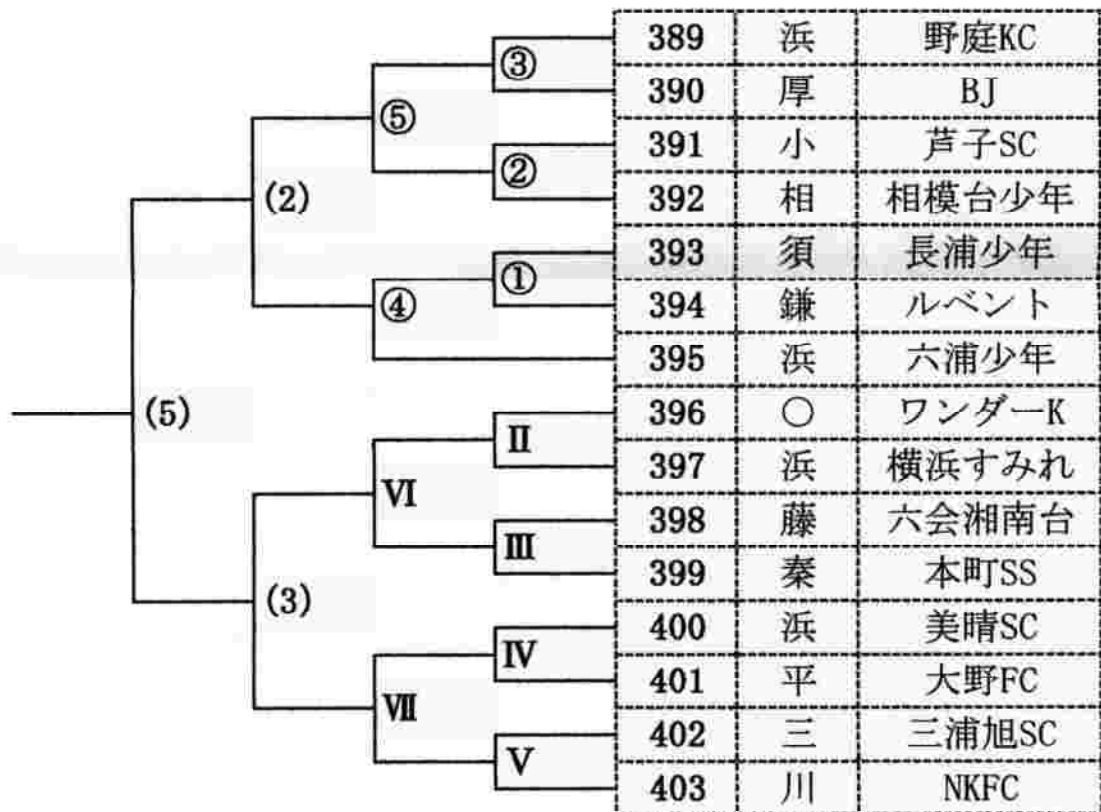 389 浜 野庭KC
③
390 厚 BJ
⑤
391 小 芦子SC
②
392 相 相模台少年
(2)
393 須 長浦少年
①
394 鎌 ルベント
④
395 浜 六浦少年
(5)
396 ○ ワンダーK
Ⅱ
397 浜 横浜すみれ
Ⅵ
398 藤 六会湘南台
Ⅲ
399 秦 本町SS
(3)
400 浜 美晴SC
Ⅳ
401 平 大野FC
Ⅶ
402 三 三浦旭SC
Ⅴ
403 川 NKFC